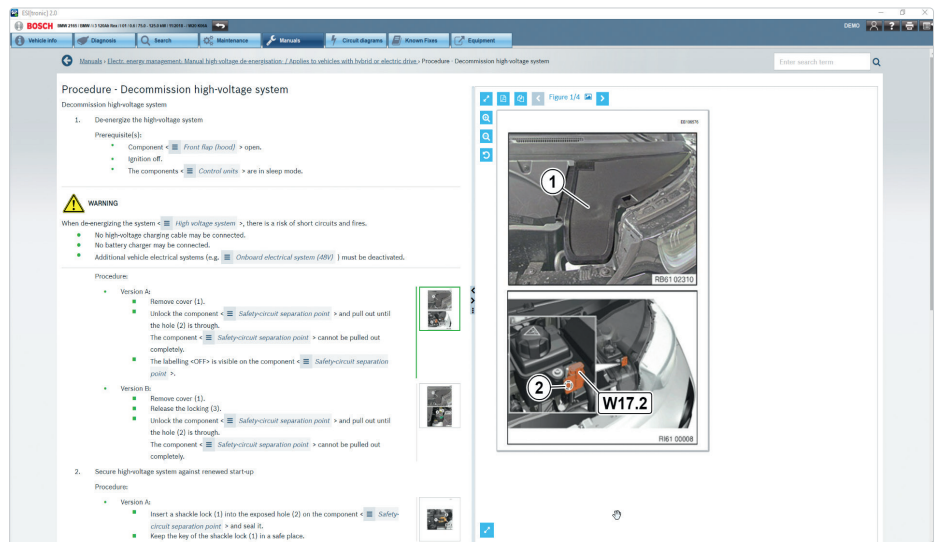 ESI[tronic] 2.0
BOSCH
DEMO
Vehicle info
Diagnosis
Search
Maintenance
Manuals
Circuit diagrams
Known Fixes
Equipment
Manuals › Electr. energy management: Manual high voltage de-energisation: / Applies to vehicles with hybrid or electric drive › Procedure - Decommission high-voltage system
Enter search term
Procedure - Decommission high-voltage system
Decommission high-voltage system
1. De-energize the high-voltage system
Prerequisite(s):
Component < Front flap (hood) > open.
Ignition off.
The components < Control units > are in sleep mode.
WARNING
When de-energizing the system < High voltage system >, there is a risk of short circuits and fires.
No high-voltage charging cable may be connected.
No battery charger may be connected.
Additional vehicle electrical systems (e.g. Onboard electrical system (48V) ) must be deactivated.
Procedure:
Version A:
Remove cover (1).
Unlock the component < Safety-circuit separation point > and pull out until
the hole (2) is through.
The component < Safety-circuit separation point > cannot be pulled out
completely.
The labelling <OFF> is visible on the component < Safety-circuit separation
point >.
Version B:
Remove cover (1).
Release the locking (3).
Unlock the component < Safety-circuit separation point > and pull out until
the hole (2) is through.
The component < Safety-circuit separation point > cannot be pulled out
completely.
2. Secure high-voltage system against renewed start-up
Procedure:
Version A:
Insert a shackle lock (1) into the exposed hole (2) on the component < Safety-
circuit separation point > and seal it.
Keep the key of the shackle lock (1) in a safe place.
Figure 1/4
1
RB61 02310
2
W17.2
RI61 00008